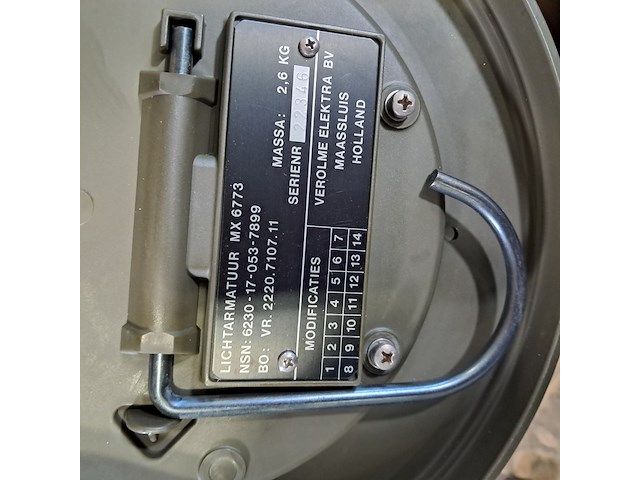 LICHTARMATUUR MX 6773
NSN: 6230-17-053-7899
BO: VR. 2220.7107.11
MASSA: 2,6 KG
SERIENR 22346
MODIFICATIES
1 2 3 4 5 6 7
8 9 10 11 12 13 14
VEROLME ELEKTRA BV
MAASSLUIS
HOLLAND